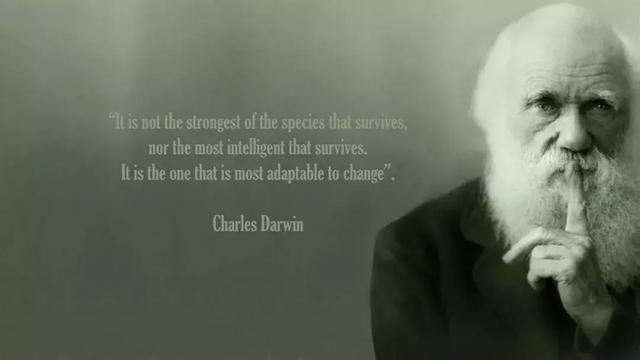 “It is not the strongest of the species that survives,
nor the most intelligent that survives.
It is the one that is most adaptable to change”.
Charles Darwin